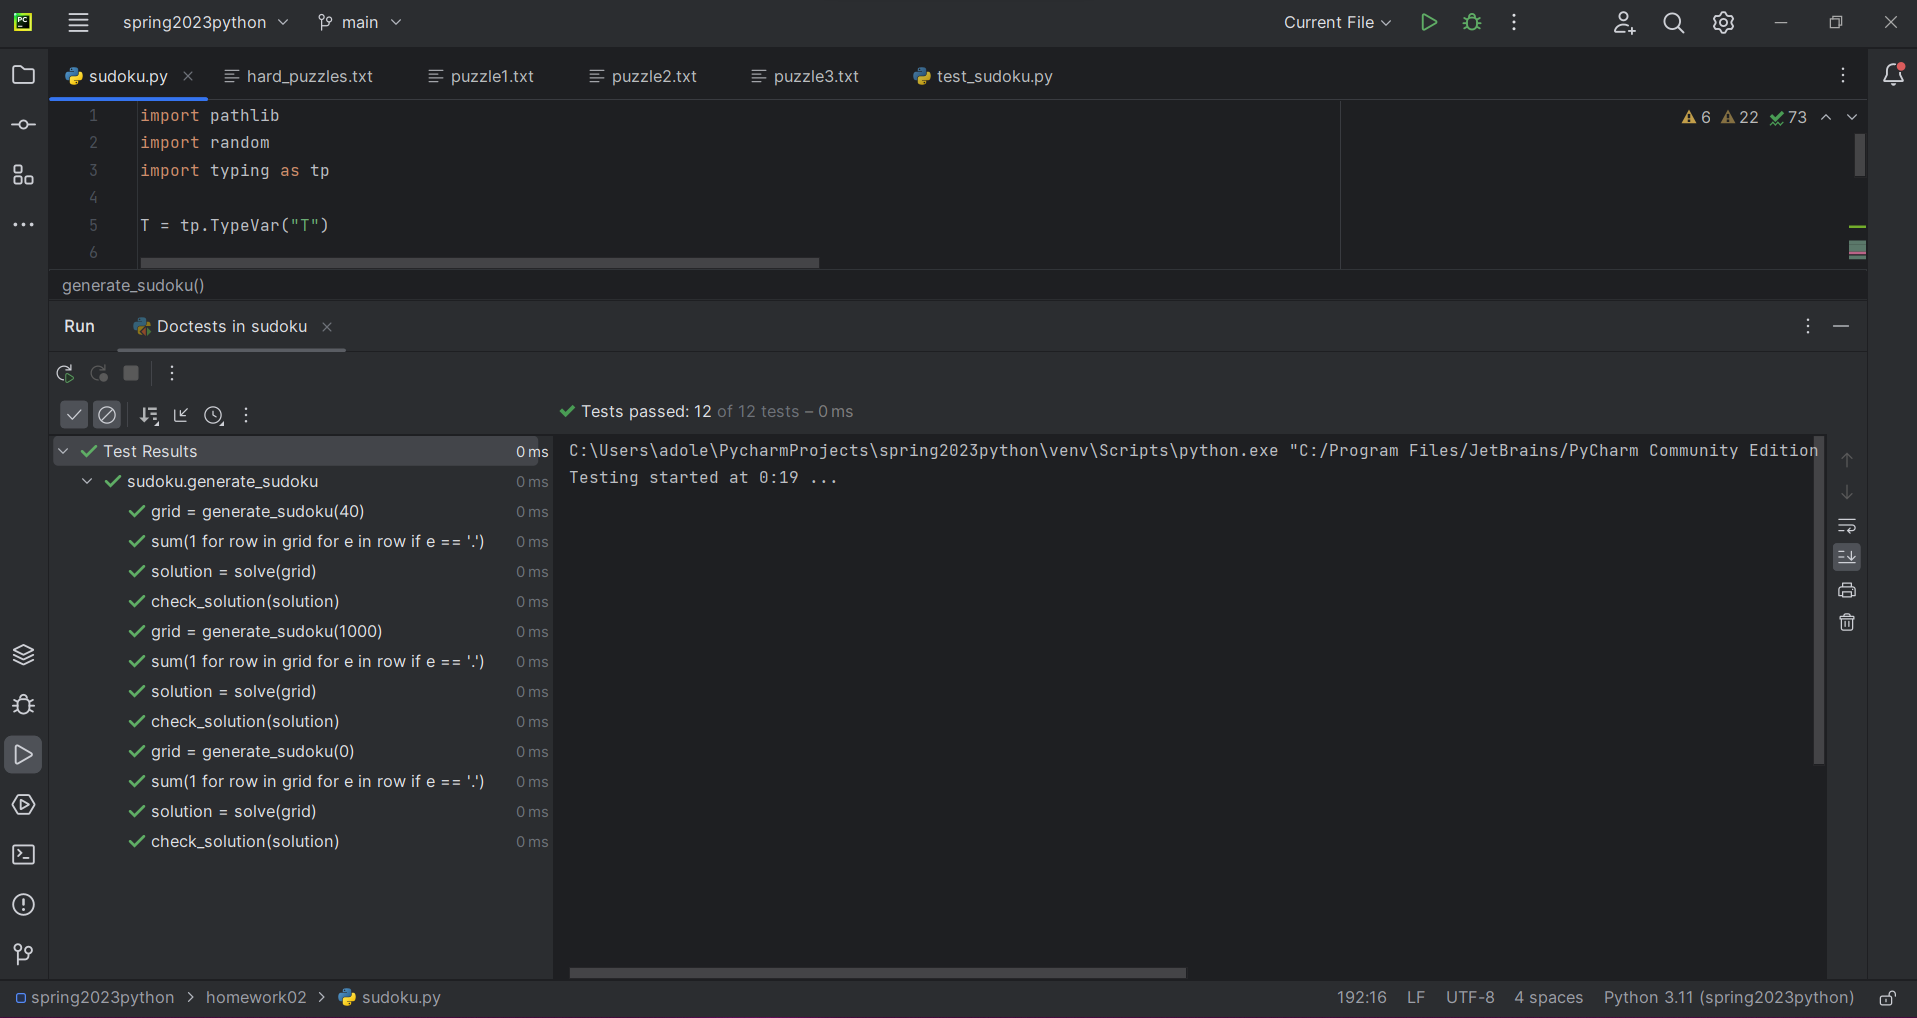 PC
spring2023python
main
Current File
sudoku.py
hard_puzzles.txt
puzzle1.txt
puzzle2.txt
puzzle3.txt
test_sudoku.py
1 import pathlib
2 import random
3 import typing as tp
4
5 T = tp.TypeVar("T")
6
6 22 73
generate_sudoku()
Run
Doctests in sudoku
Tests passed: 12 of 12 tests – 0 ms
Test Results 0 ms
sudoku.generate_sudoku 0 ms
grid = generate_sudoku(40) 0 ms
sum(1 for row in grid for e in row if e == '.') 0 ms
solution = solve(grid) 0 ms
check_solution(solution) 0 ms
grid = generate_sudoku(1000) 0 ms
sum(1 for row in grid for e in row if e == '.') 0 ms
solution = solve(grid) 0 ms
check_solution(solution) 0 ms
grid = generate_sudoku(0) 0 ms
sum(1 for row in grid for e in row if e == '.') 0 ms
solution = solve(grid) 0 ms
check_solution(solution) 0 ms
C:\Users\adole\PycharmProjects\spring2023python\venv\Scripts\python.exe "C:/Program Files/JetBrains/PyCharm Community Edition
Testing started at 0:19 ...
spring2023python > homework02 > sudoku.py
192:16 LF UTF-8 4 spaces Python 3.11 (spring2023python)